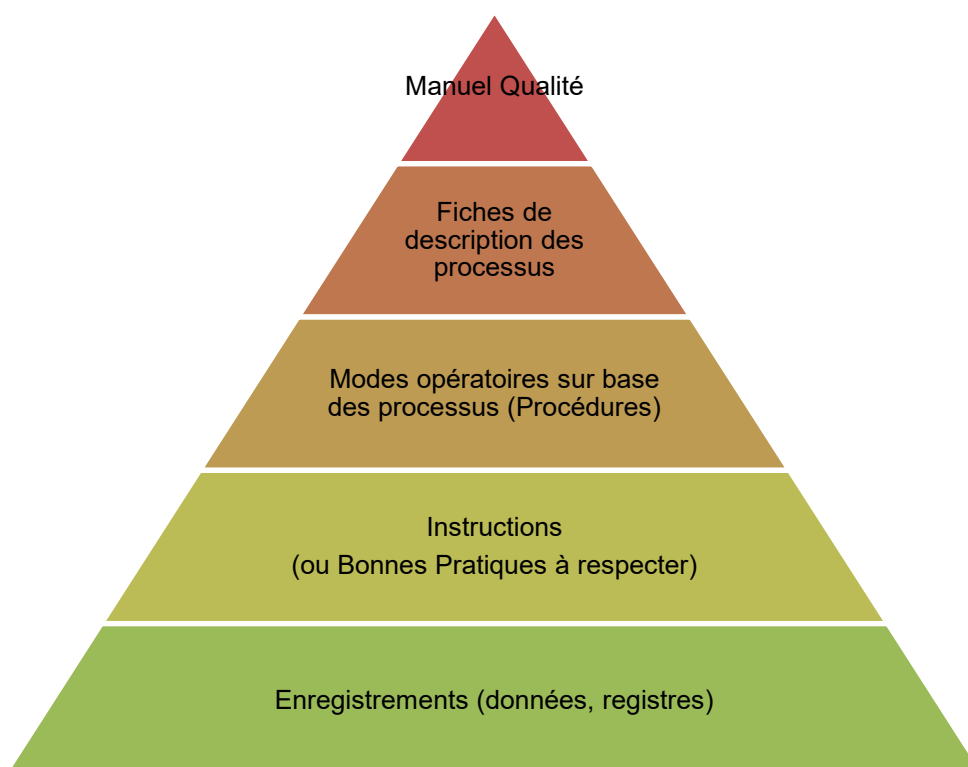 Manuel Qualité
Fiches de
description des
processus
Modes opératoires sur base
des processus (Procédures)
Instructions
(ou Bonnes Pratiques à respecter)
Enregistrements (données, registres)